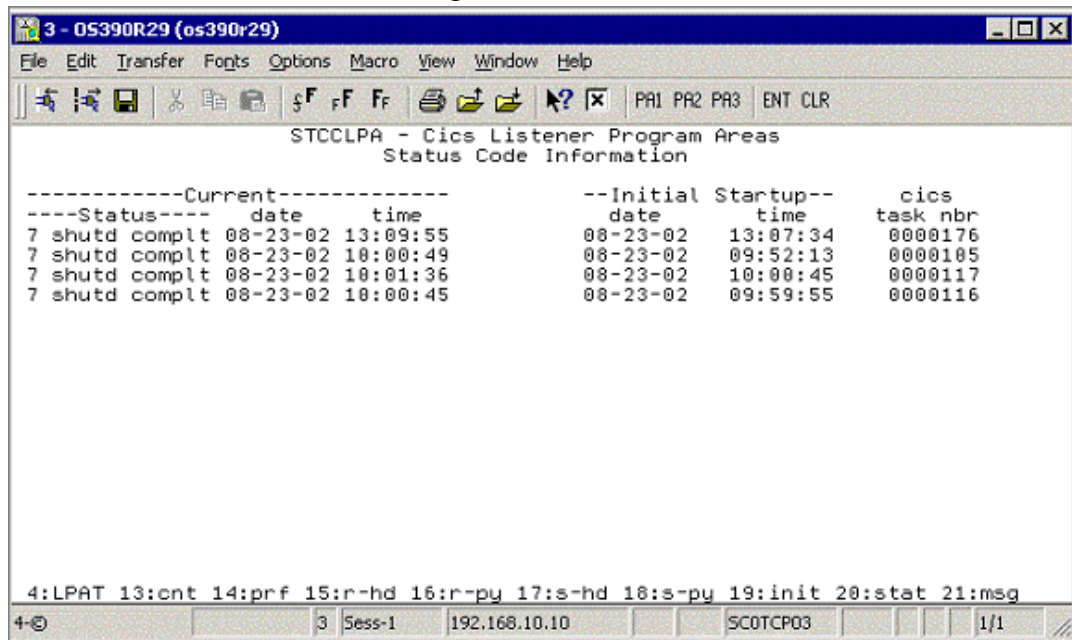 3 - OS390R29 (os390r29)
File Edit Transfer Fonts Options Macro View Window Help
PA1 PA2 PA3 ENT CLR
STCCLPA - Cics Listener Program Areas
Status Code Information
------------Current------------- --Initial Startup-- cics
----Status---- date time date time task nbr
7 shutd complt 08-23-02 13:09:55 08-23-02 13:07:34 0000176
7 shutd complt 08-23-02 10:00:49 08-23-02 09:52:13 0000105
7 shutd complt 08-23-02 10:01:36 08-23-02 10:00:45 0000117
7 shutd complt 08-23-02 10:00:45 08-23-02 09:59:55 0000116
4:LPAT 13:cnt 14:prf 15:r-hd 16:r-py 17:s-hd 18:s-py 19:init 20:stat 21:msg
4-© 3 Sess-1 192.168.10.10 SC0TCP03 1/1